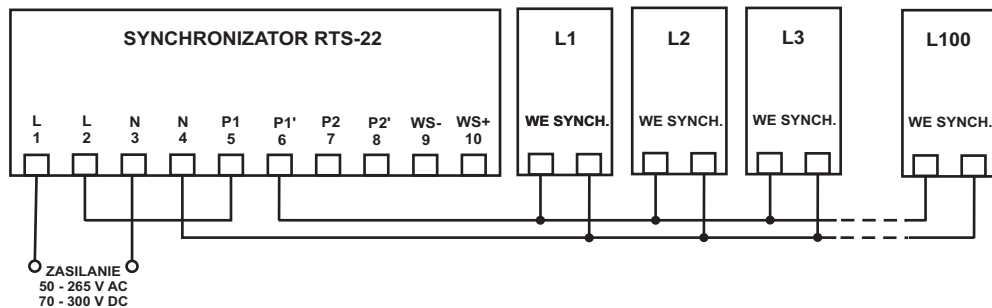 SYNCHRONIZATOR RTS-22
L L N N P1 P1' P2 P2' WS- WS+
1 2 3 4 5 6 7 8 9 10
L1
WE SYNCH.
L2
WE SYNCH.
L3
WE SYNCH.
L100
WE SYNCH.
ZASILANIE
50 - 265 V AC
70 - 300 V DC